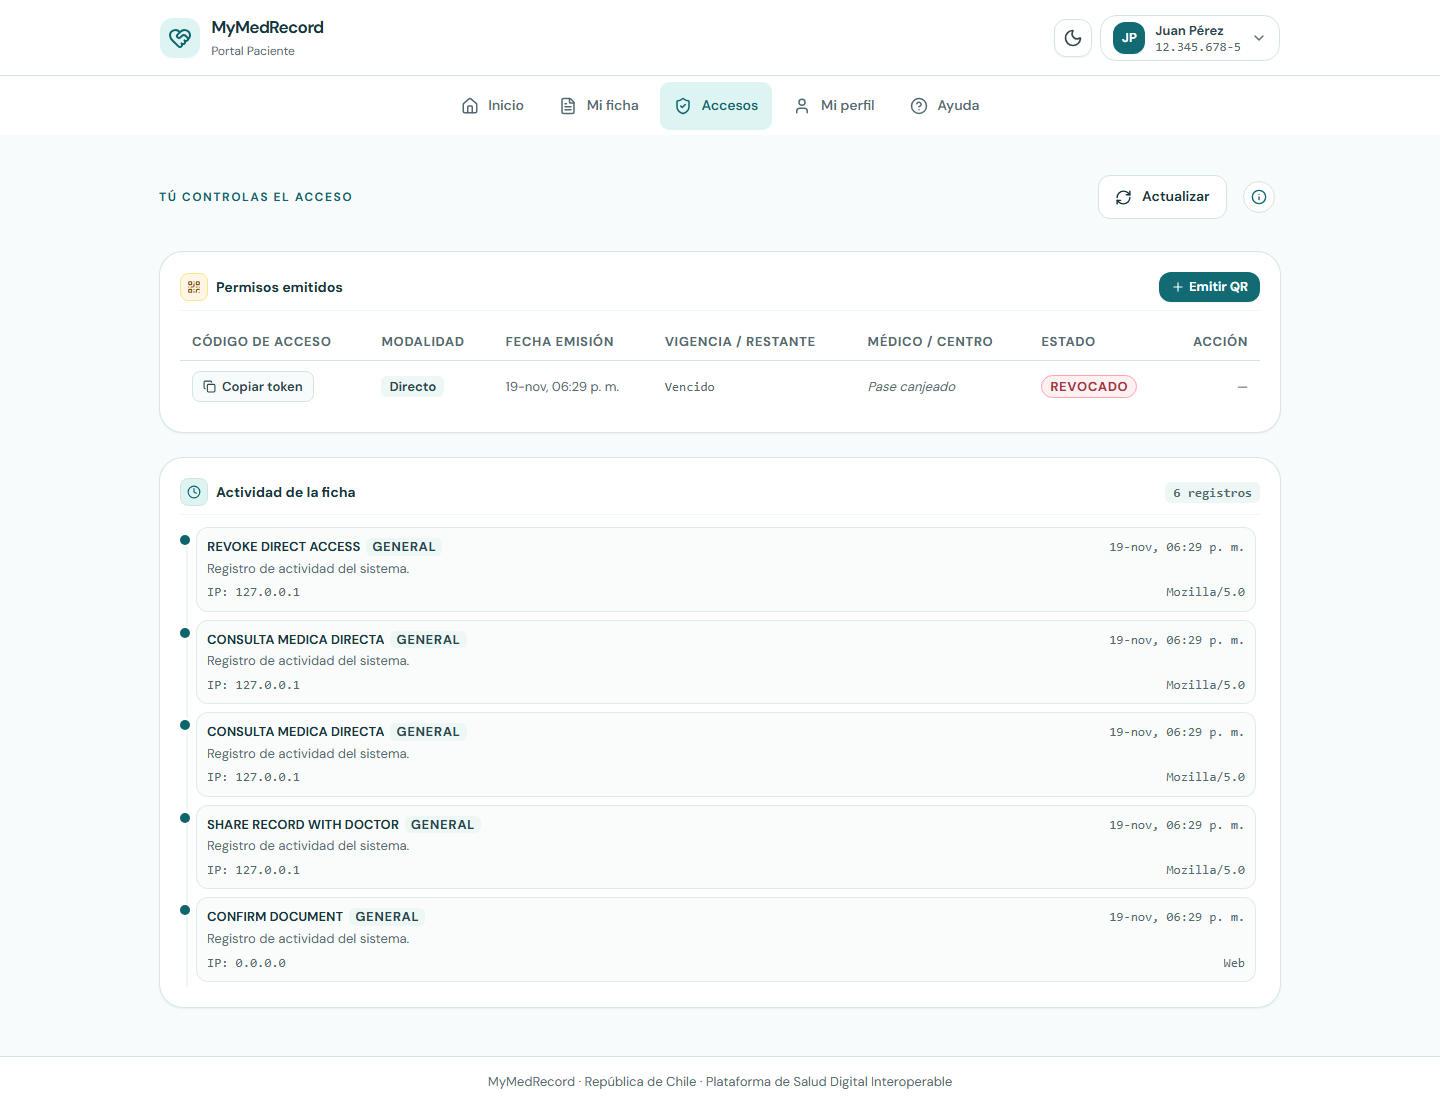 MyMedRecord
Portal Paciente
JP
Juan Pérez
12.345.678-5
Inicio
Mi ficha
Accesos
Mi perfil
Ayuda
TÚ CONTROLAS EL ACCESO
Actualizar
Permisos emitidos
Emitir QR
CÓDIGO DE ACCESO MODALIDAD FECHA EMISIÓN VIGENCIA / RESTANTE MÉDICO / CENTRO ESTADO ACCIÓN
Copiar token Directo 19-nov, 06:29 p. m. Vencido Pase canjeado REVOCADO —
Actividad de la ficha
6 registros
REVOKE DIRECT ACCESS GENERAL 19-nov, 06:29 p. m.
Registro de actividad del sistema.
IP: 127.0.0.1 Mozilla/5.0
CONSULTA MEDICA DIRECTA GENERAL 19-nov, 06:29 p. m.
Registro de actividad del sistema.
IP: 127.0.0.1 Mozilla/5.0
CONSULTA MEDICA DIRECTA GENERAL 19-nov, 06:29 p. m.
Registro de actividad del sistema.
IP: 127.0.0.1 Mozilla/5.0
SHARE RECORD WITH DOCTOR GENERAL 19-nov, 06:29 p. m.
Registro de actividad del sistema.
IP: 127.0.0.1 Mozilla/5.0
CONFIRM DOCUMENT GENERAL 19-nov, 06:29 p. m.
Registro de actividad del sistema.
IP: 0.0.0.0 Web
MyMedRecord · República de Chile · Plataforma de Salud Digital Interoperable